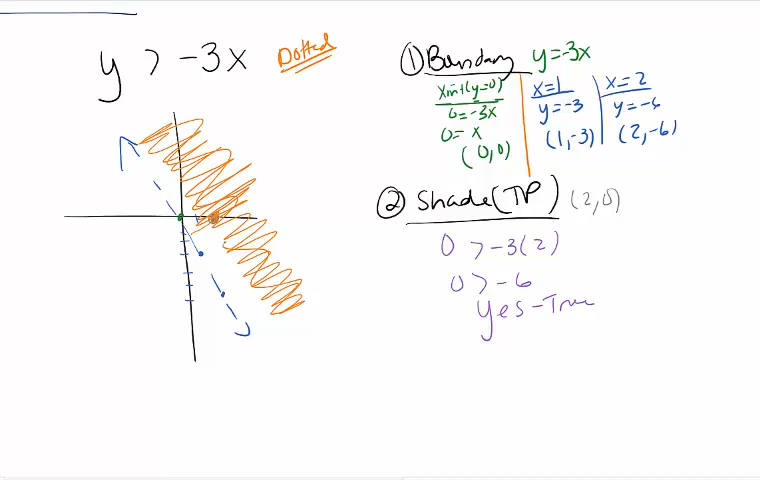 y > -3x
Dotted
① Boundary y=-3x
xint(y=0)
0=-3x
0=x
(0,0)
x=1
y=-3
(1,-3)
x=2
y=-6
(2,-6)
② Shade(TP) (2,0)
0 > -3(2)
0 > -6
Yes-True